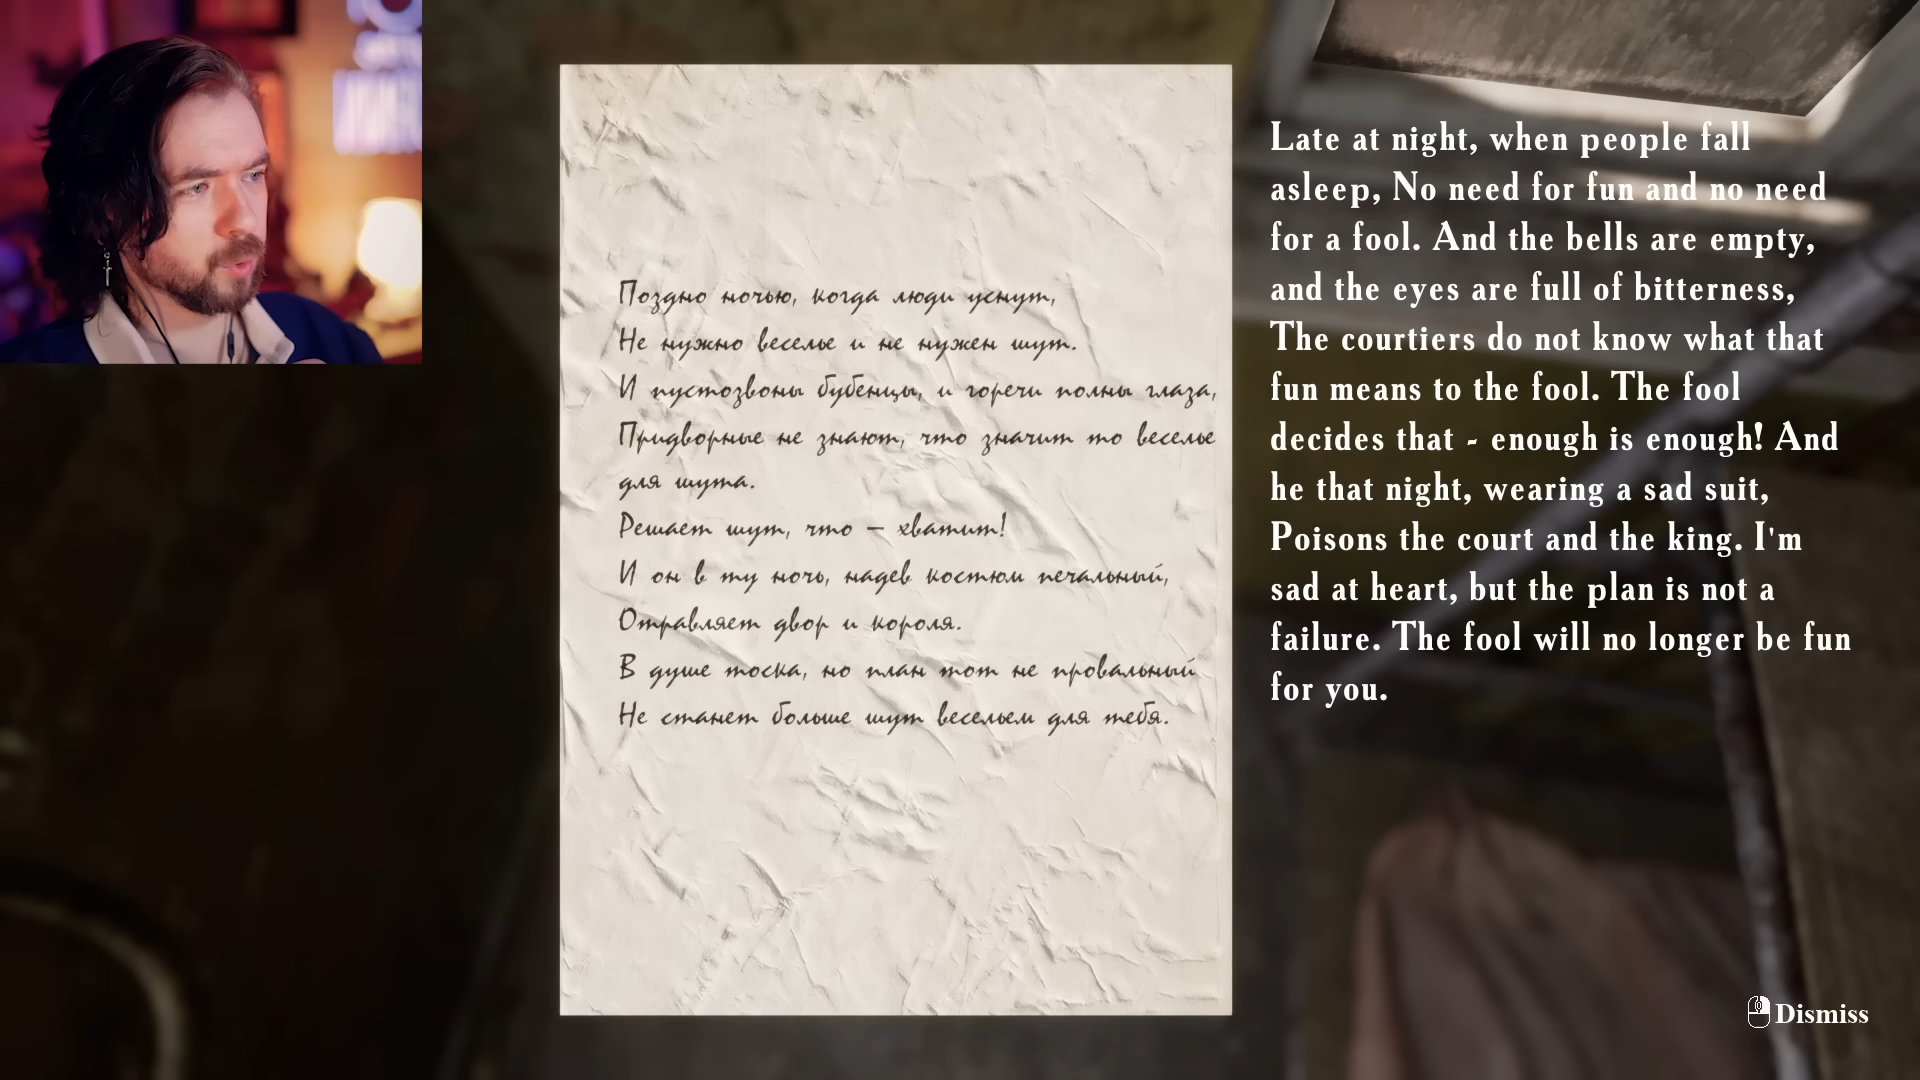 Поздно ночью, когда люди уснут,
Не нужно веселье и не нужен шут.
И пустозвоны бубенцы, и горечи полны глаза,
Придворные не знают, что значит то веселье
для шута.
Решает шут, что – хватит!
И он в ту ночь, надев костюм печальный,
Отравляет двор и короля.
В душе тоска, но план тот не провальный
Не станет больше шут весельем для тебя.
Late at night, when people fall
asleep, No need for fun and no need
for a fool. And the bells are empty,
and the eyes are full of bitterness,
The courtiers do not know what that
fun means to the fool. The fool
decides that - enough is enough! And
he that night, wearing a sad suit,
Poisons the court and the king. I'm
sad at heart, but the plan is not a
failure. The fool will no longer be fun
for you.
Dismiss